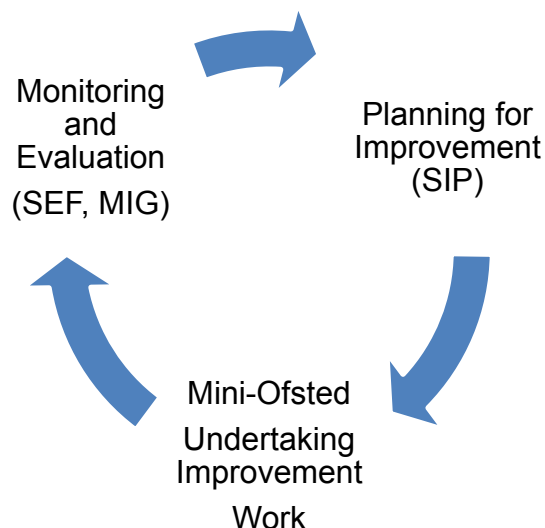 Monitoring
and
Evaluation
(SEF, MIG)
Planning for
Improvement
(SIP)
Mini-Ofsted
Undertaking
Improvement
Work